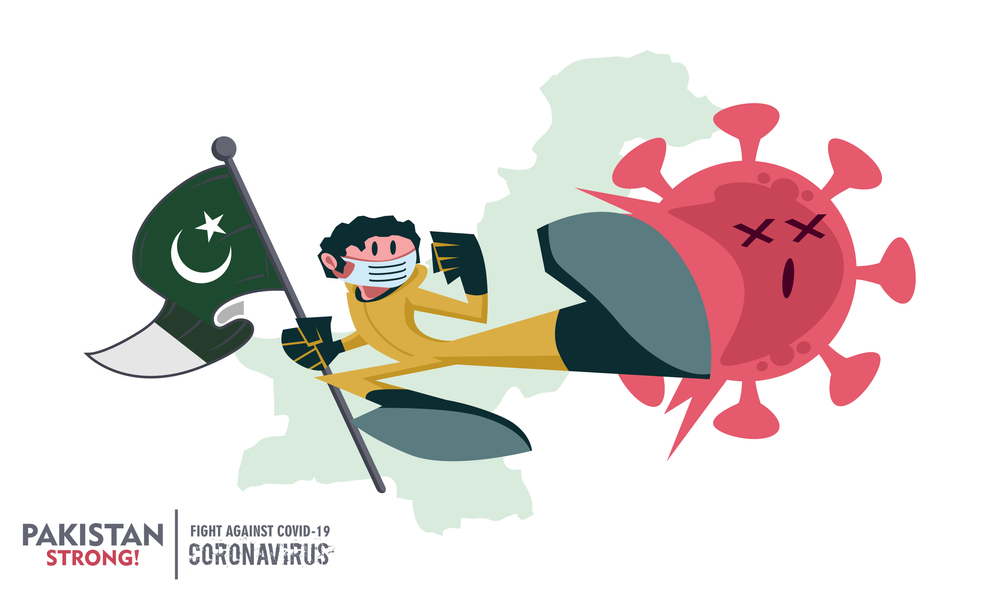 PAKISTAN
STRONG!
FIGHT AGAINST COVID-19
CORONAVIRUS